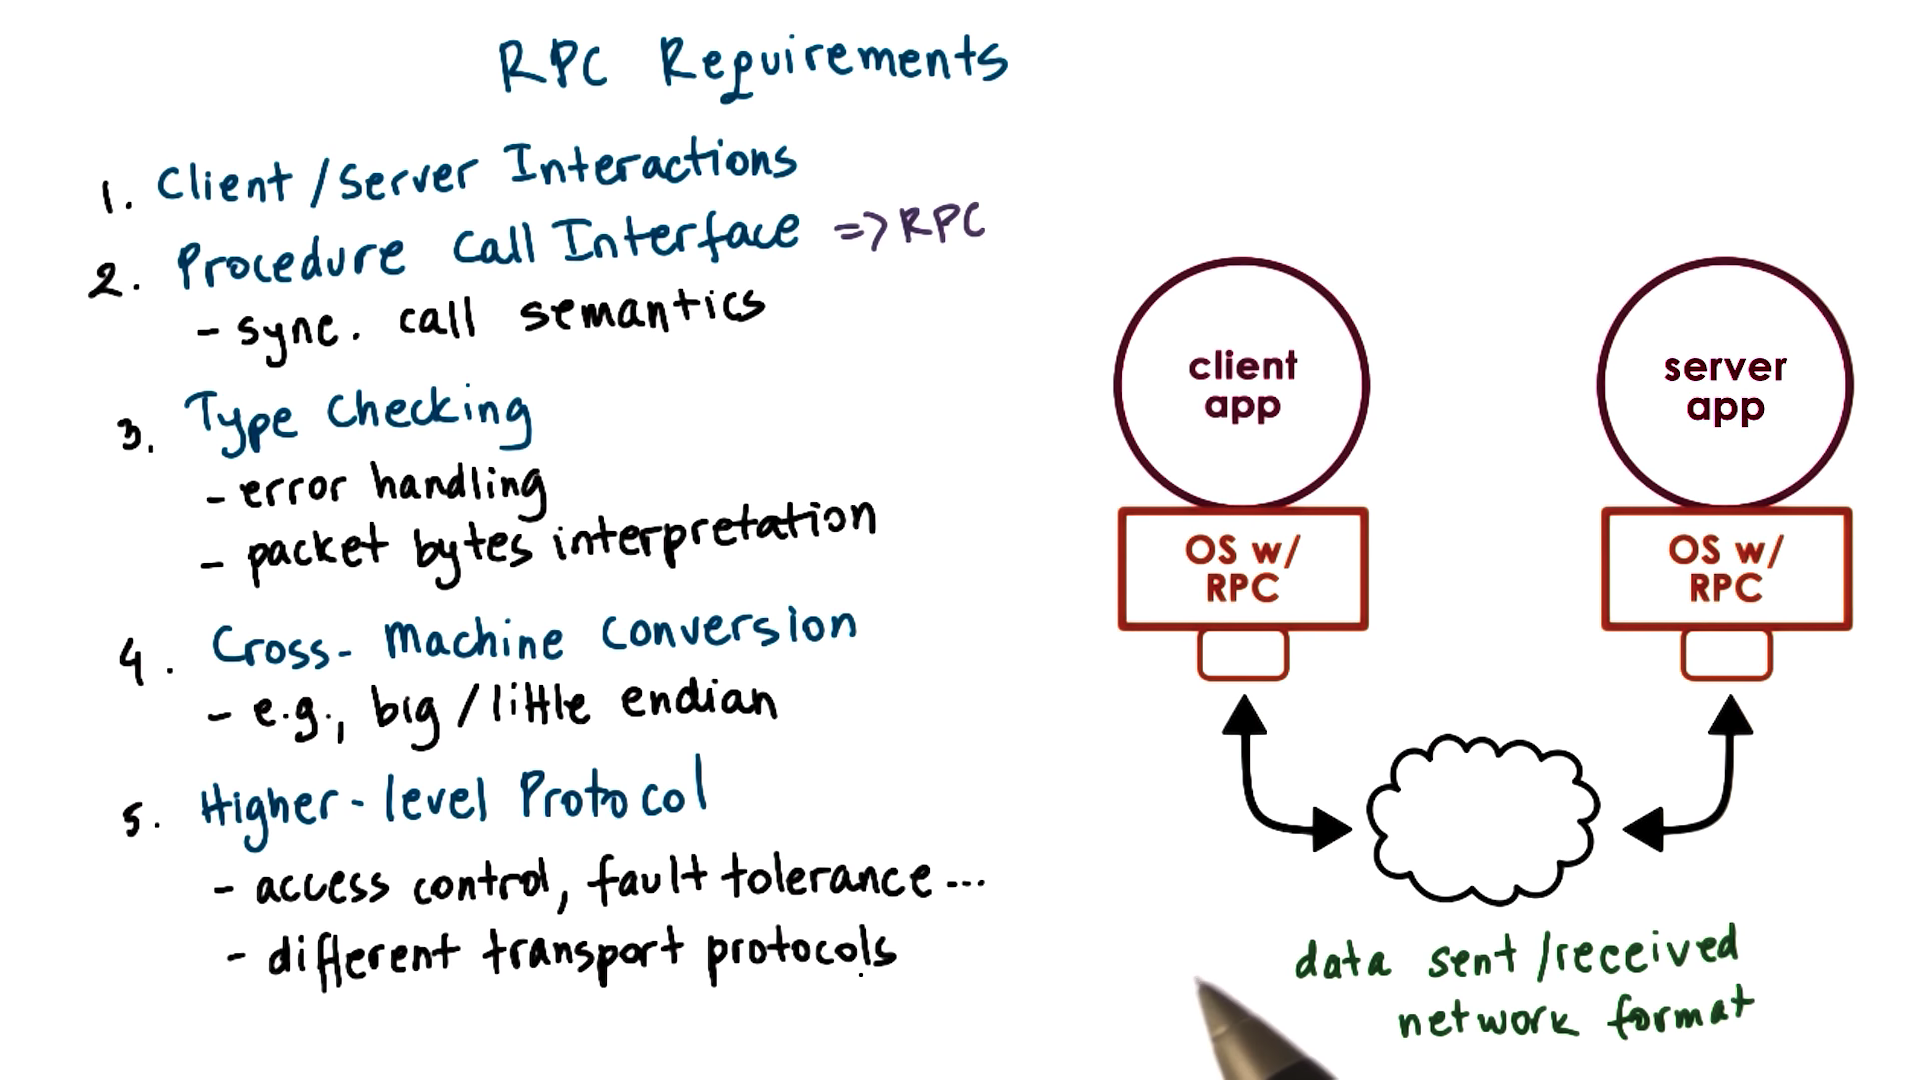 RPC Requirements
1. Client/Server Interactions
2. Procedure Call Interface => RPC
- sync. call semantics
3. Type Checking
- error handling
- packet bytes interpretation
4. Cross-Machine Conversion
- e.g., big/little endian
5. Higher-level Protocol
- access control, fault tolerance...
- different transport protocols
client
app
OS w/
RPC
server
app
OS w/
RPC
data sent/received
network format